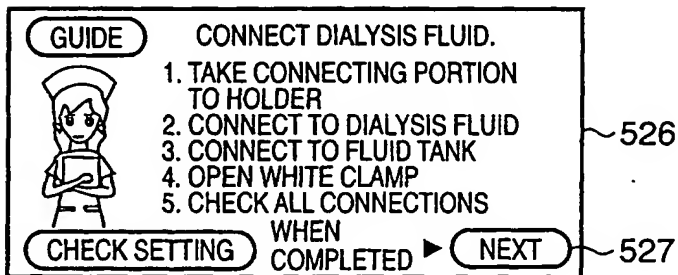 GUIDE CONNECT DIALYSIS FLUID.
1. TAKE CONNECTING PORTION
TO HOLDER
2. CONNECT TO DIALYSIS FLUID
3. CONNECT TO FLUID TANK
4. OPEN WHITE CLAMP
5. CHECK ALL CONNECTIONS
526
CHECK SETTING WHEN
COMPLETED ▶ NEXT 527